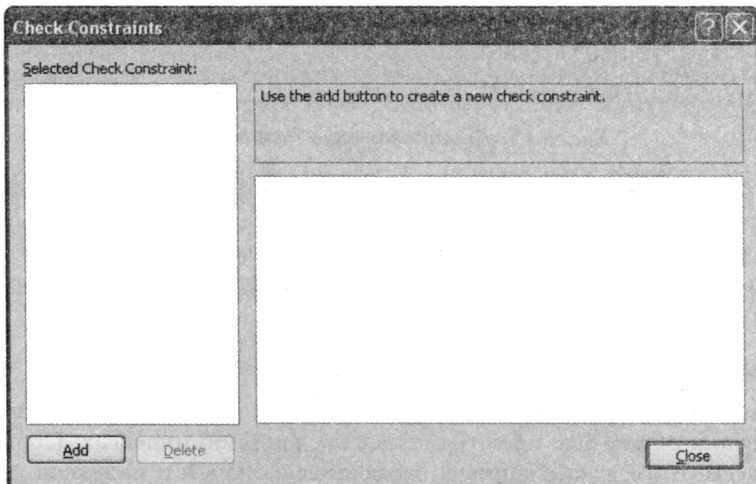 Check Constraints
Selected Check Constraint:
Use the add button to create a new check constraint.
Add
Delete
Close